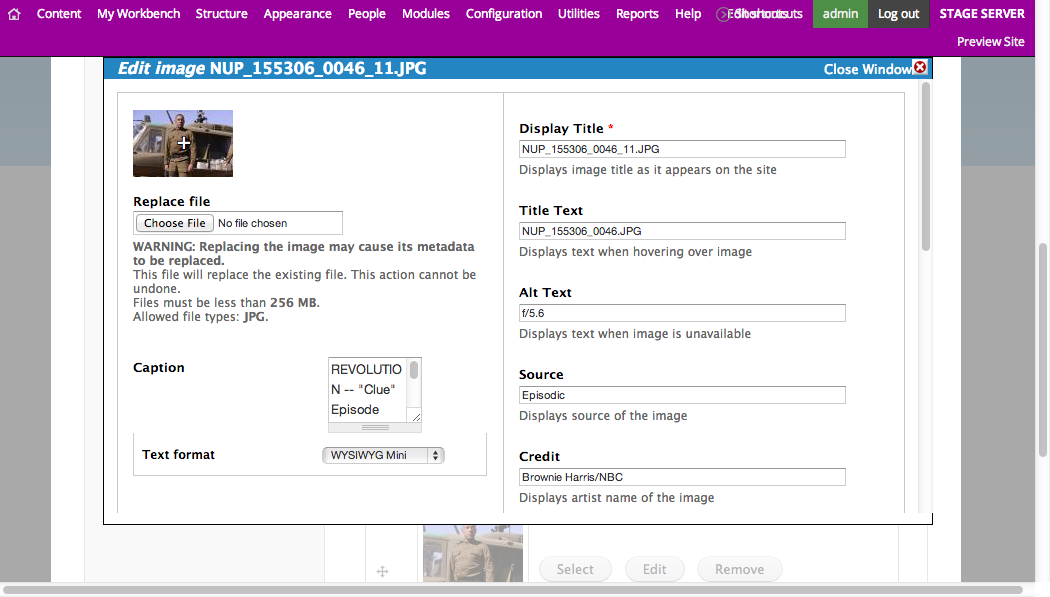 Content My Workbench Structure Appearance People Modules Configuration Utilities Reports Help Edit shortcuts admin Log out STAGE SERVER
Preview Site
Edit image NUP_155306_0046_11.JPG
Close Window
Display Title *
NUP_155306_0046_11.JPG
Displays image title as it appears on the site
Replace file
Choose File No file chosen
WARNING: Replacing the image may cause its metadata
to be replaced.
This file will replace the existing file. This action cannot be
undone.
Files must be less than 256 MB.
Allowed file types: JPG.
Title Text
NUP_155306_0046.JPG
Displays text when hovering over image
Alt Text
f/5.6
Displays text when image is unavailable
Caption
REVOLUTIO
N -- "Clue"
Episode
Text format
WYSIWYG Mini
Source
Episodic
Displays source of the image
Credit
Brownie Harris/NBC
Displays artist name of the image
Select Edit Remove